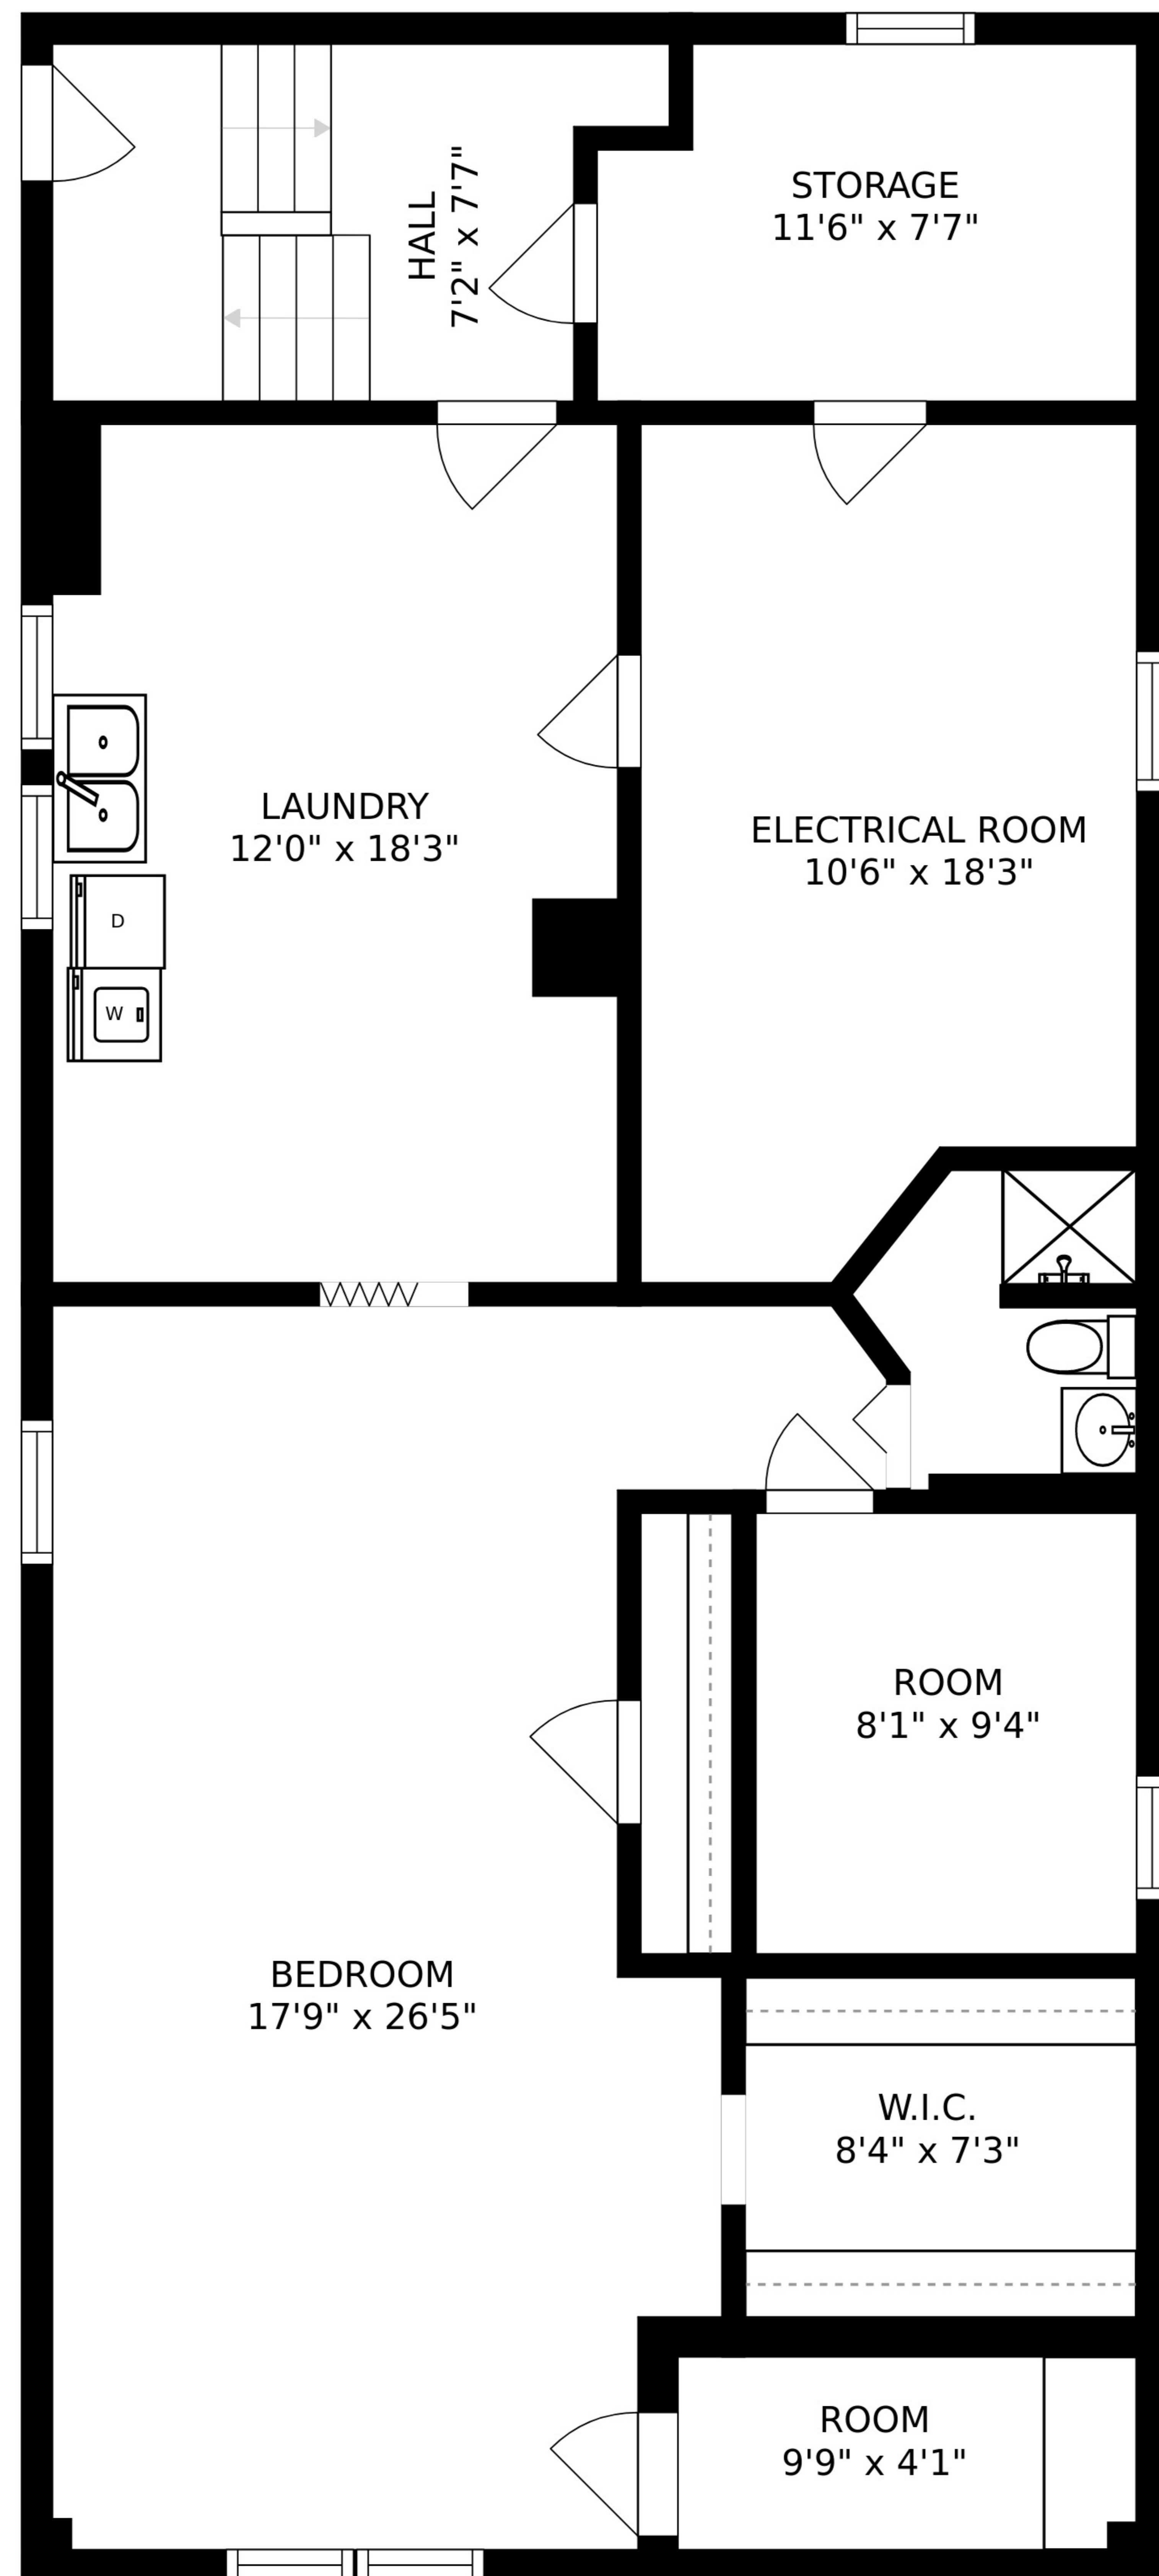 STORAGE
11'6" x 7'7"
HALL
7'2" x 7'7"
LAUNDRY
12'0" x 18'3"
ELECTRICAL ROOM
10'6" x 18'3"
D
W
ROOM
8'1" x 9'4"
BEDROOM
17'9" x 26'5"
W.I.C.
8'4" x 7'3"
ROOM
9'9" x 4'1"